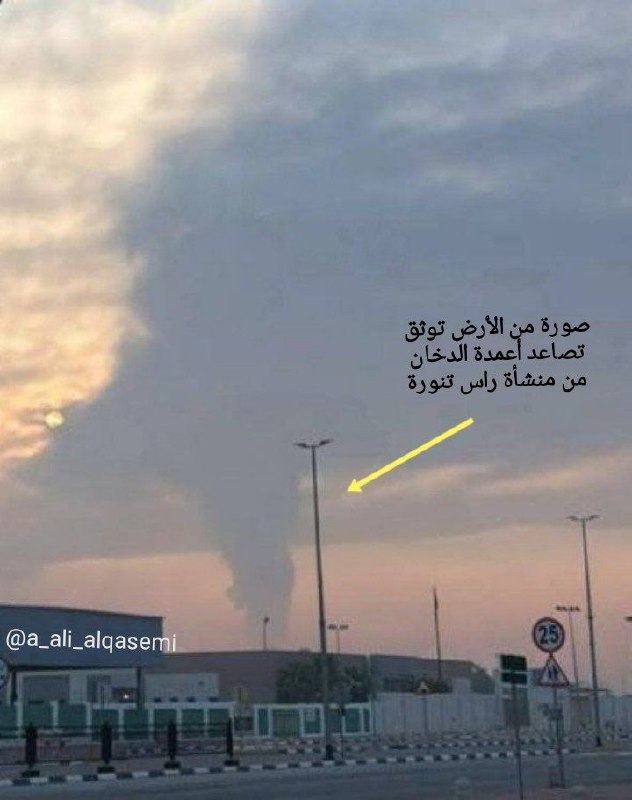 صورة من الأرض توثق
تصاعد أعمدة الدخان
من منشأة راس تنورة
25
@a_ali_alqasemi